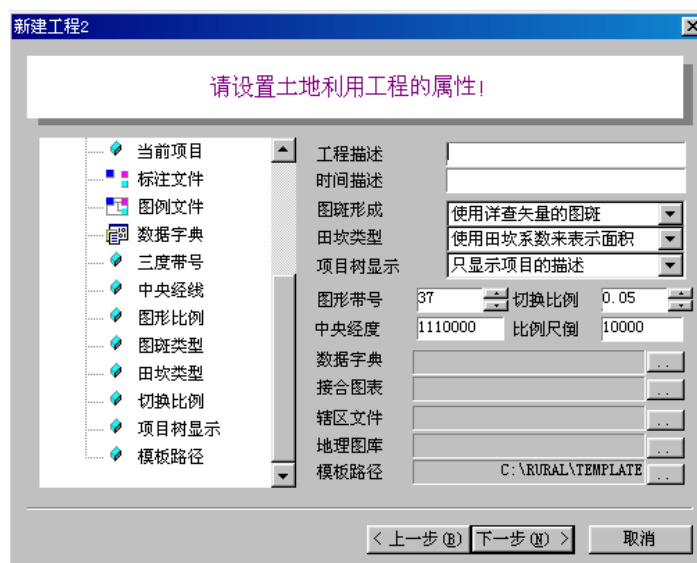 新建工程2
请设置土地利用工程的属性!
当前项目
标注文件
图例文件
数据字典
三度带号
中央经线
图形比例
图斑类型
田坎类型
切换比例
项目树显示
模板路径
工程描述
时间描述
图斑形成 使用详查矢量的图斑
田坎类型 使用田坎系数来表示面积
项目树显示 只显示项目的描述
图形带号 37 切换比例 0.05
中央经度 1110000 比例尺倒 10000
数据字典 ..
接合图表 ..
辖区文件 ..
地理图库 ..
模板路径 C:\RURAL\TEMPLATE ..
< 上一步(B) 下一步(N) > 取消